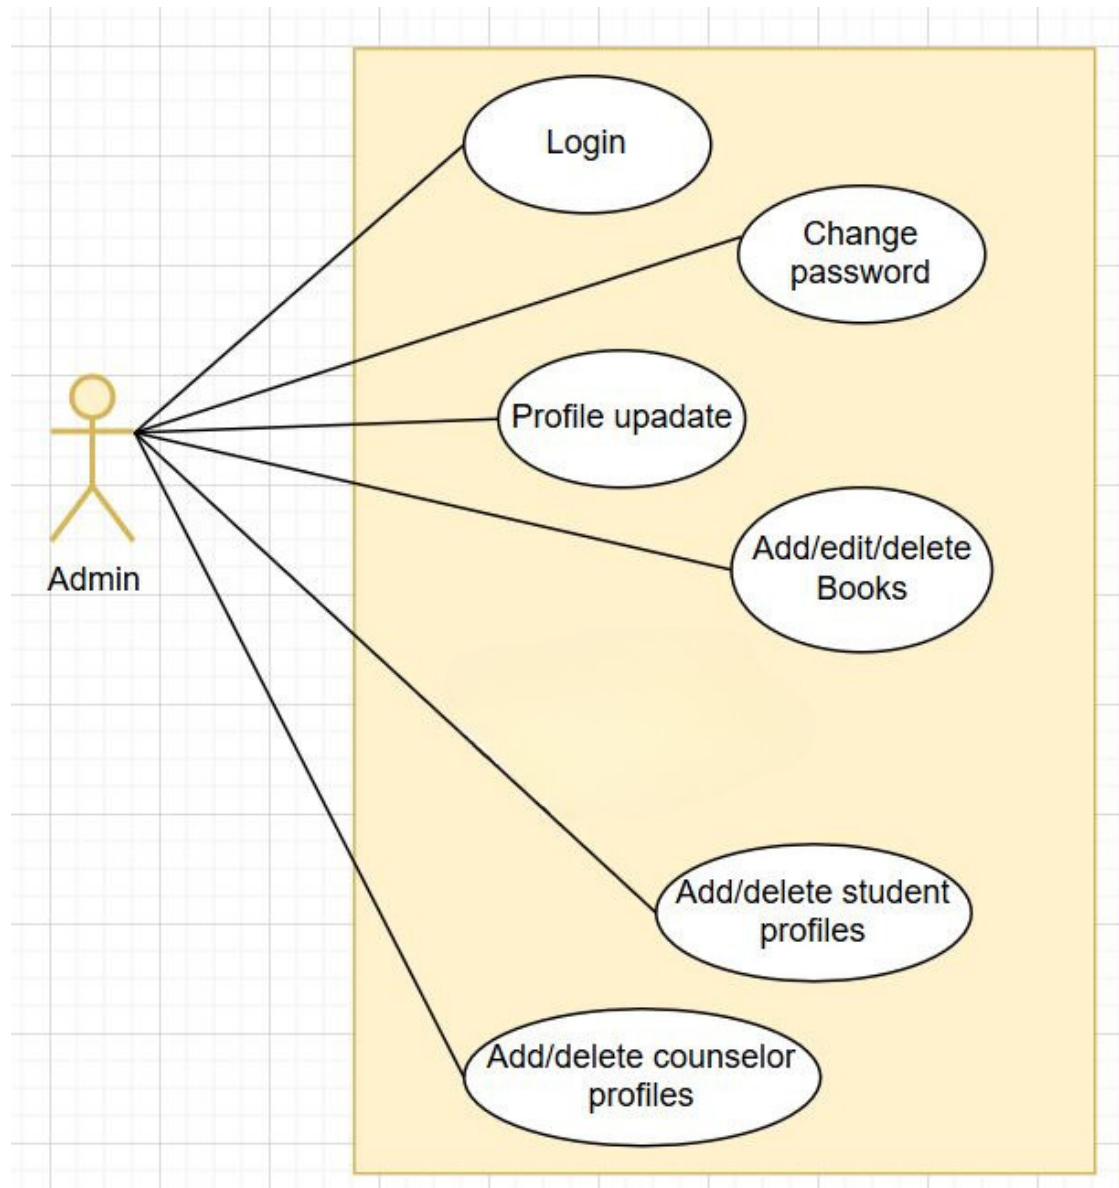 Login
Change
password
Profile upadate
Add/edit/delete
Books
Admin
Add/delete student
profiles
Add/delete counselor
profiles